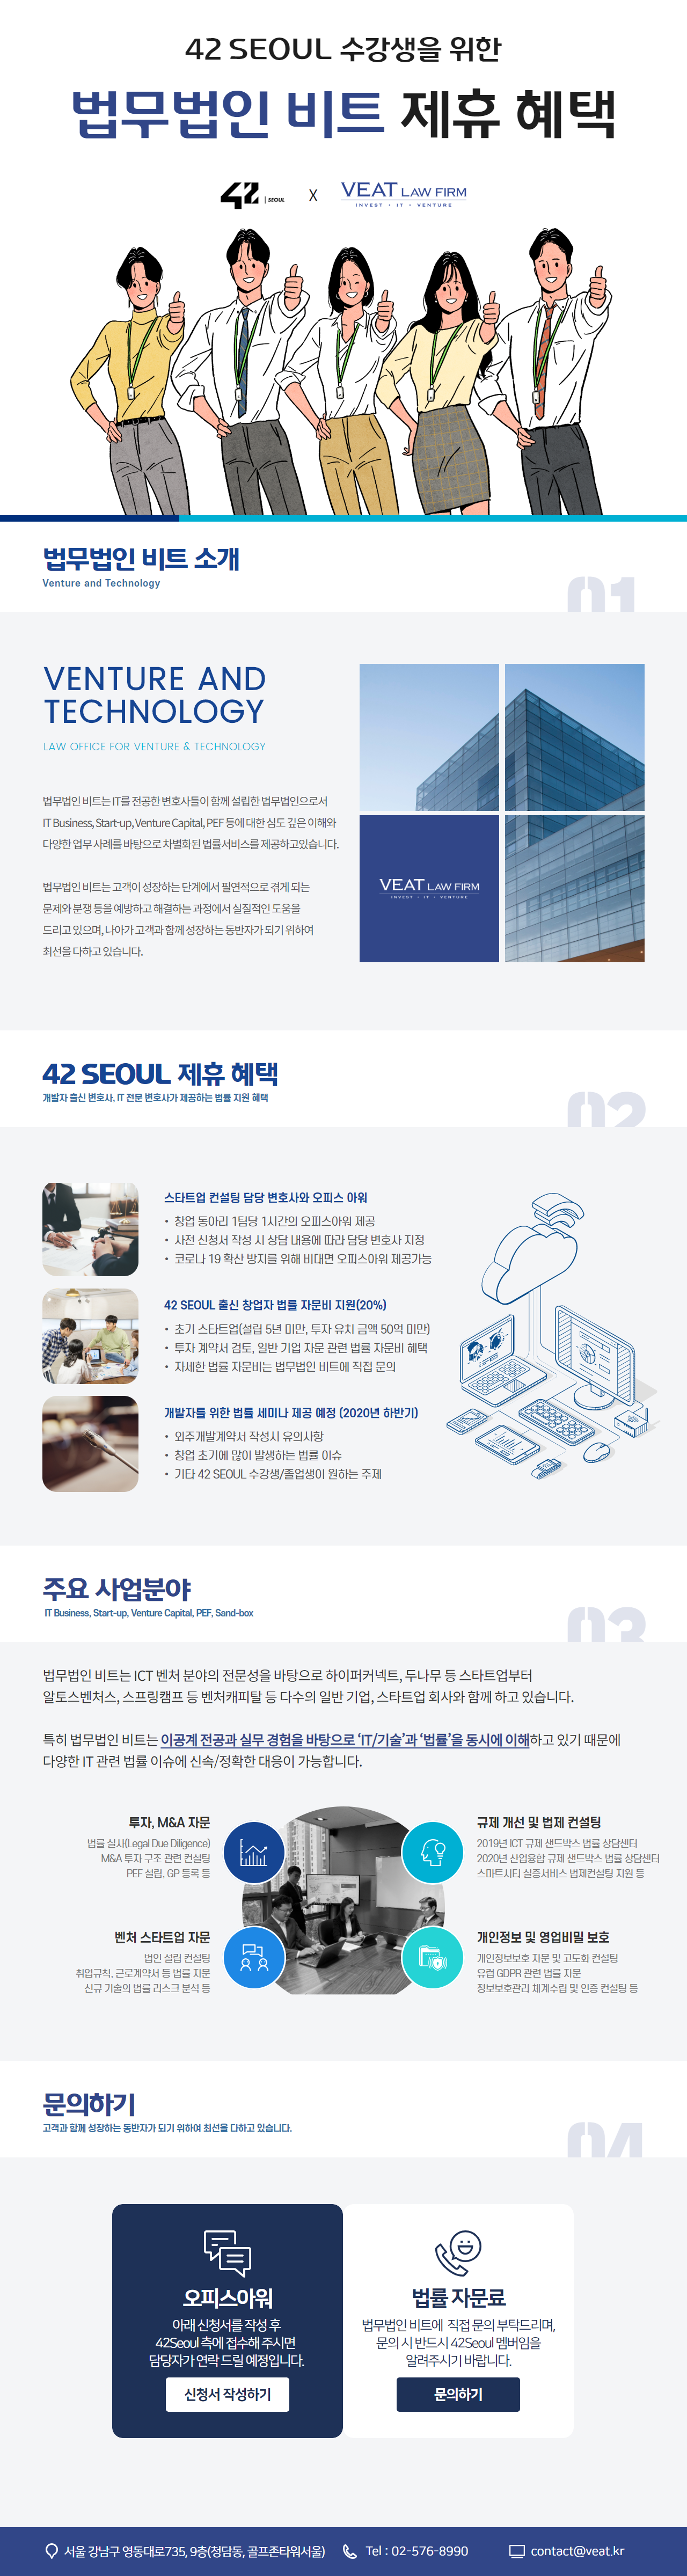 42 SEOUL 수강생을 위한
법무법인 비트 제휴 혜택
42 | SEOUL X VEAT LAW FIRM
INVEST · IT · VENTURE
법무법인 비트 소개
Venture and Technology
01
VENTURE AND
TECHNOLOGY
LAW OFFICE FOR VENTURE & TECHNOLOGY
법무법인 비트는 IT를 전공한 변호사들이 함께 설립한 법무법인으로서
IT Business, Start-up, Venture Capital, PEF 등에 대한 심도 깊은 이해와
다양한 업무 사례를 바탕으로 차별화된 법률서비스를 제공하고있습니다.
법무법인 비트는 고객이 성장하는 단계에서 필연적으로 겪게 되는
문제와 분쟁 등을 예방하고 해결하는 과정에서 실질적인 도움을
드리고 있으며, 나아가 고객과 함께 성장하는 동반자가 되기 위하여
최선을 다하고 있습니다.
VEAT LAW FIRM
INVEST · IT · VENTURE
42 SEOUL 제휴 혜택
개발자 출신 변호사, IT 전문 변호사가 제공하는 법률 지원 혜택
02
스타트업 컨설팅 담당 변호사와 오피스 아워
• 창업 동아리 1팀당 1시간의 오피스아워 제공
• 사전 신청서 작성 시 상담 내용에 따라 담당 변호사 지정
• 코로나 19 확산 방지를 위해 비대면 오피스아워 제공가능
42 SEOUL 출신 창업자 법률 자문비 지원(20%)
• 초기 스타트업(설립 5년 미만, 투자 유치 금액 50억 미만)
• 투자 계약서 검토, 일반 기업 자문 관련 법률 자문비 혜택
• 자세한 법률 자문비는 법무법인 비트에 직접 문의
개발자를 위한 법률 세미나 제공 예정 (2020년 하반기)
• 외주개발계약서 작성시 유의사항
• 창업 초기에 많이 발생하는 법률 이슈
• 기타 42 SEOUL 수강생/졸업생이 원하는 주제
주요 사업분야
IT Business, Start-up, Venture Capital, PEF, Sand-box
03
법무법인 비트는 ICT 벤처 분야의 전문성을 바탕으로 하이퍼커넥트, 두나무 등 스타트업부터
알토스벤처스, 스프링캠프 등 벤처캐피탈 등 다수의 일반 기업, 스타트업 회사와 함께 하고 있습니다.
특히 법무법인 비트는 이공계 전공과 실무 경험을 바탕으로 ‘IT/기술’과 ‘법률’을 동시에 이해하고 있기 때문에
다양한 IT 관련 법률 이슈에 신속/정확한 대응이 가능합니다.
투자, M&A 자문
법률 실사(Legal Due Diligence)
M&A 투자 구조 관련 컨설팅
PEF 설립, GP 등록 등
규제 개선 및 법제 컨설팅
2019년 ICT 규제 샌드박스 법률 상담센터
2020년 산업융합 규제 샌드박스 법률 상담센터
스마트시티 실증서비스 법제컨설팅 지원 등
벤처 스타트업 자문
법인 설립 컨설팅
취업규칙, 근로계약서 등 법률 자문
신규 기술의 법률 리스크 분석 등
개인정보 및 영업비밀 보호
개인정보보호 자문 및 고도화 컨설팅
유럽 GDPR 관련 법률 자문
정보보호관리 체계수립 및 인증 컨설팅 등
문의하기
고객과 함께 성장하는 동반자가 되기 위하여 최선을 다하고 있습니다.
04
오피스아워
아래 신청서를 작성 후
42Seoul 측에 접수해 주시면
담당자가 연락 드릴 예정입니다.
신청서 작성하기
법률 자문료
법무법인 비트에 직접 문의 부탁드리며,
문의 시 반드시 42Seoul 멤버임을
알려주시기 바랍니다.
문의하기
서울 강남구 영동대로735, 9층(청담동, 골프존타워서울) Tel : 02-576-8990 contact@veat.kr